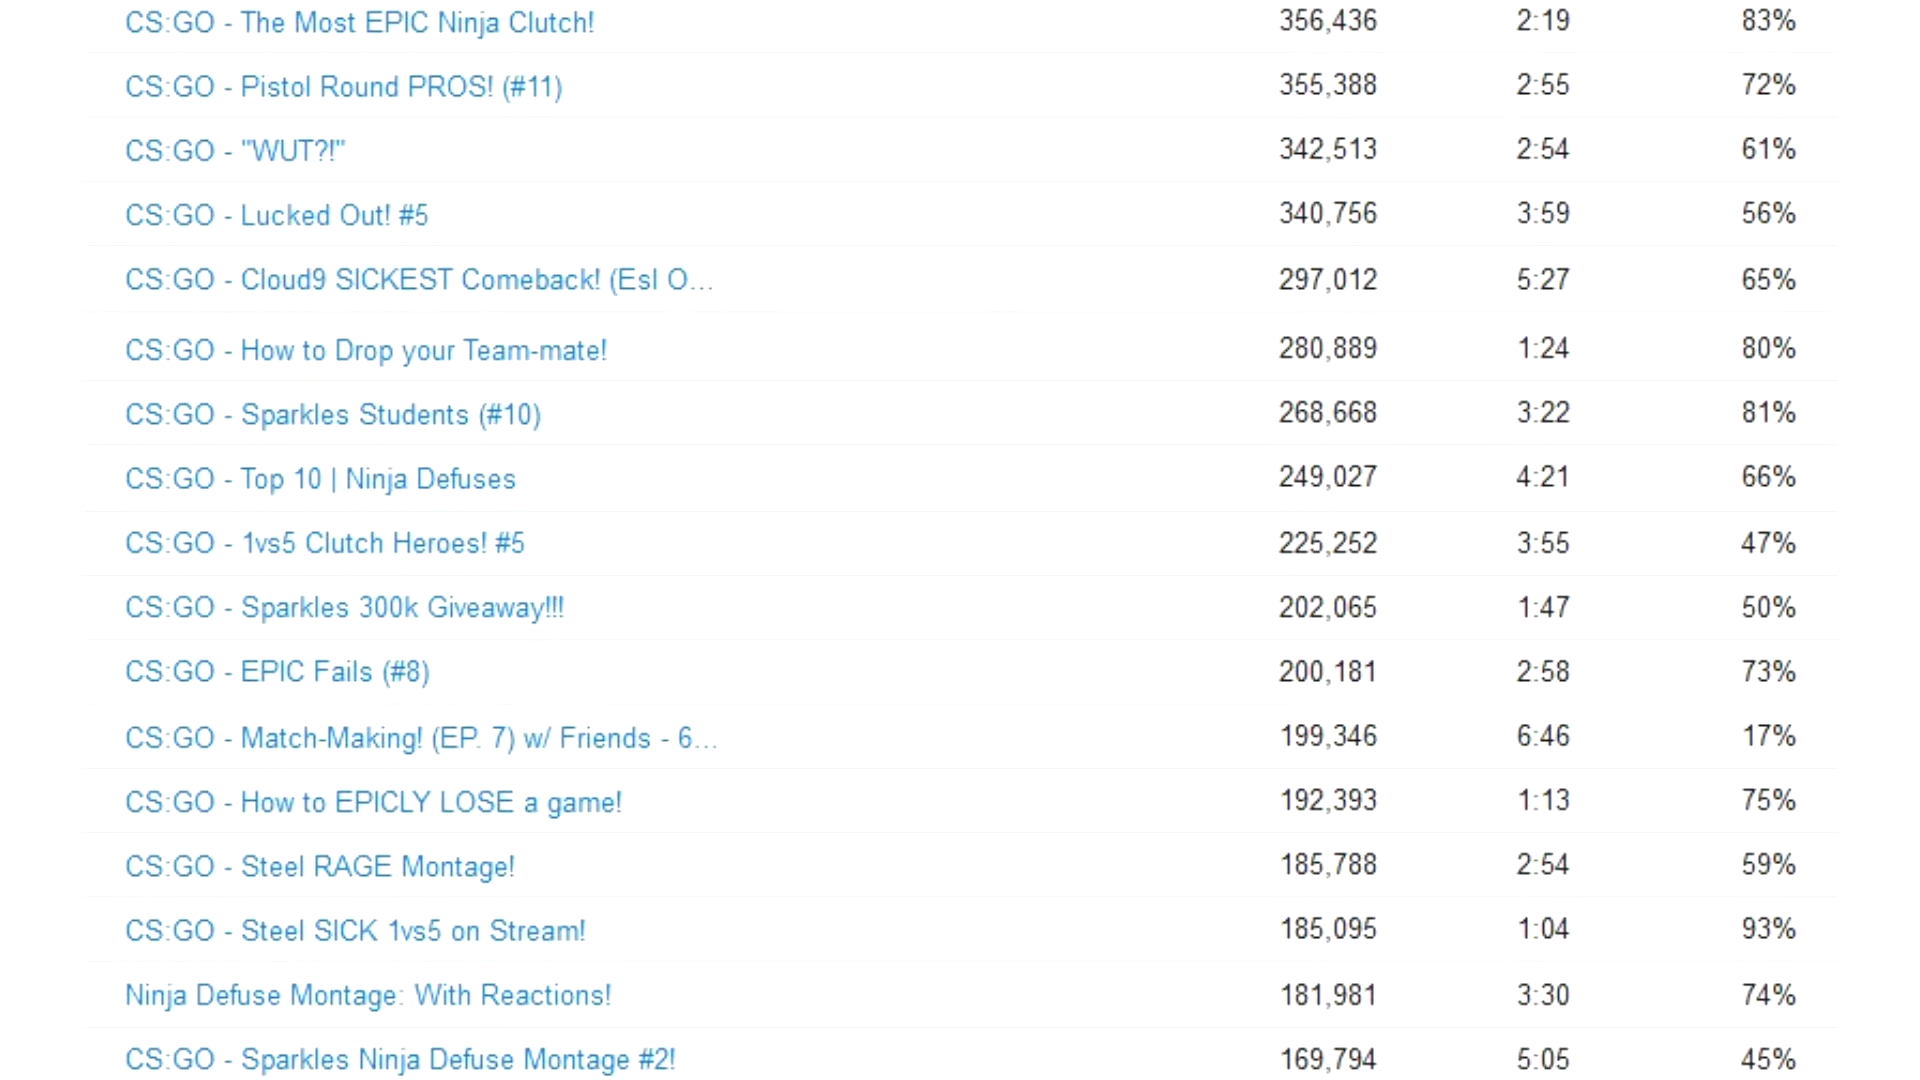 CS:GO - The Most EPIC Ninja Clutch! 356,436 2:19 83%
CS:GO - Pistol Round PROS! (#11) 355,388 2:55 72%
CS:GO - "WUT?!" 342,513 2:54 61%
CS:GO - Lucked Out! #5 340,756 3:59 56%
CS:GO - Cloud9 SICKEST Comeback! (Esl O... 297,012 5:27 65%
CS:GO - How to Drop your Team-mate! 280,889 1:24 80%
CS:GO - Sparkles Students (#10) 268,668 3:22 81%
CS:GO - Top 10 | Ninja Defuses 249,027 4:21 66%
CS:GO - 1vs5 Clutch Heroes! #5 225,252 3:55 47%
CS:GO - Sparkles 300k Giveaway!!! 202,065 1:47 50%
CS:GO - EPIC Fails (#8) 200,181 2:58 73%
CS:GO - Match-Making! (EP. 7) w/ Friends - 6... 199,346 6:46 17%
CS:GO - How to EPICLY LOSE a game! 192,393 1:13 75%
CS:GO - Steel RAGE Montage! 185,788 2:54 59%
CS:GO - Steel SICK 1vs5 on Stream! 185,095 1:04 93%
Ninja Defuse Montage: With Reactions! 181,981 3:30 74%
CS:GO - Sparkles Ninja Defuse Montage #2! 169,794 5:05 45%